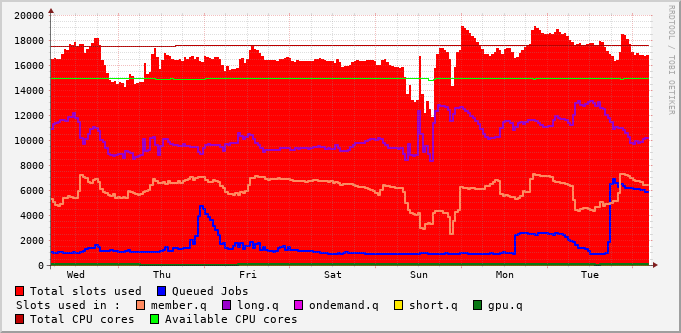 20000
18000
16000
14000
12000
10000
8000
6000
4000
2000
0
Wed Thu Fri Sat Sun Mon Tue
RRDTOOL / TOBI OETIKER
Total slots used Queued Jobs
Slots used in : member.q long.q ondemand.q short.q gpu.q
Total CPU cores Available CPU cores